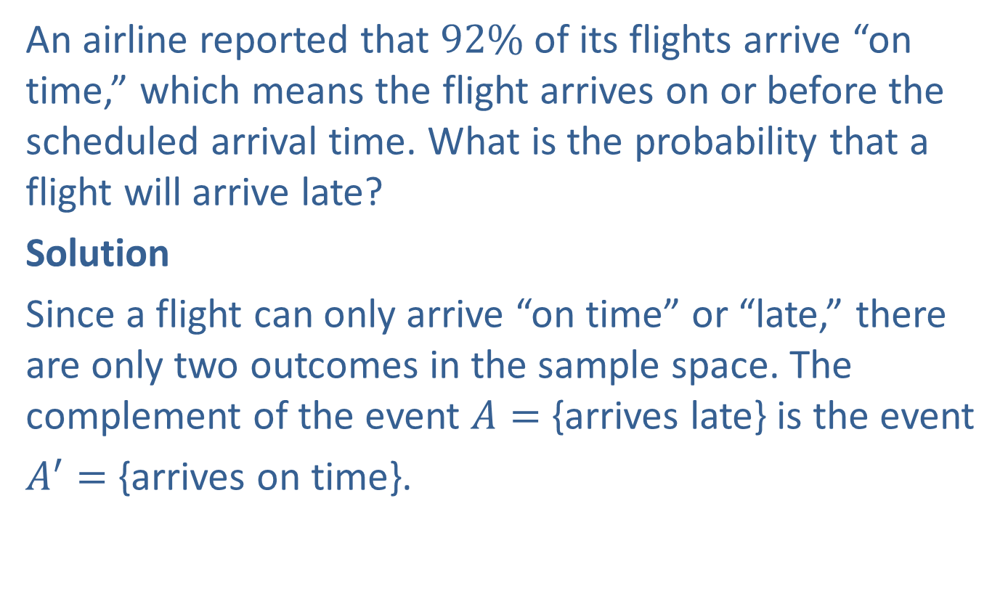 An airline reported that 92% of its flights arrive “on
time,” which means the flight arrives on or before the
scheduled arrival time. What is the probability that a
flight will arrive late?
Solution
Since a flight can only arrive “on time” or “late,” there
are only two outcomes in the sample space. The
complement of the event A = {arrives late} is the event
A′ = {arrives on time}.